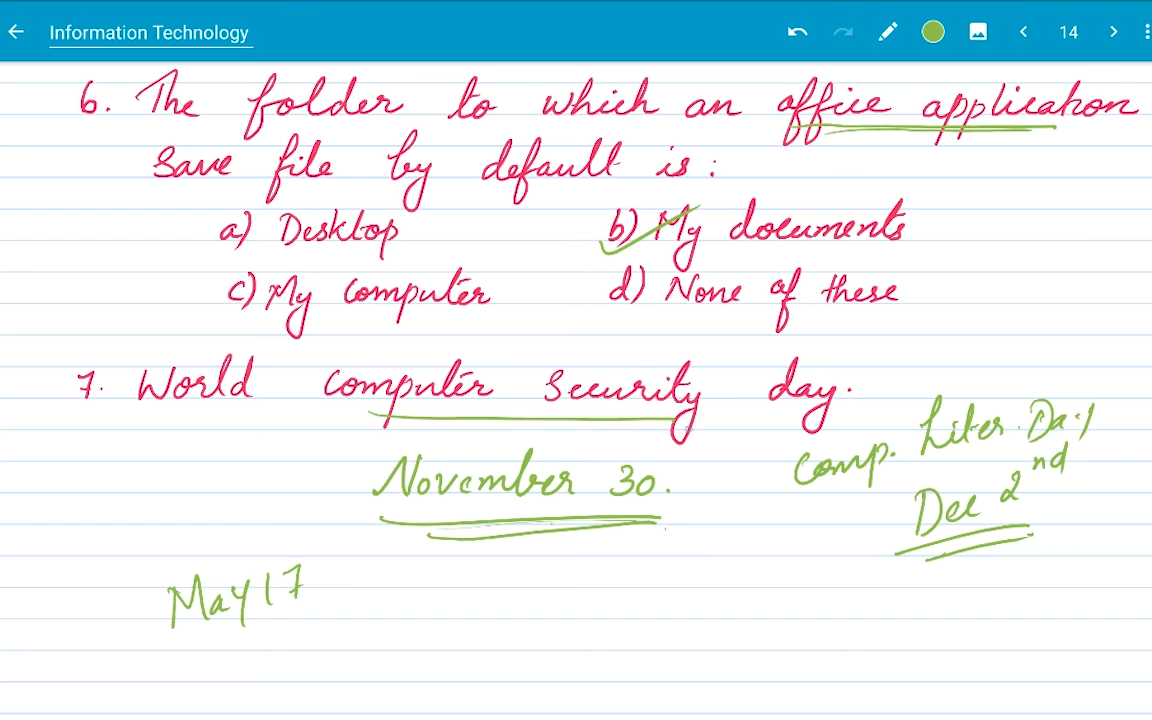 Information Technology
14
6. The folder to which an office application
save file by default is :
a) Desktop b) My documents
c) My computer d) None of these
7. World computer security day.
November 30.
Comp. Liter. Day
Dec 2nd
May 17